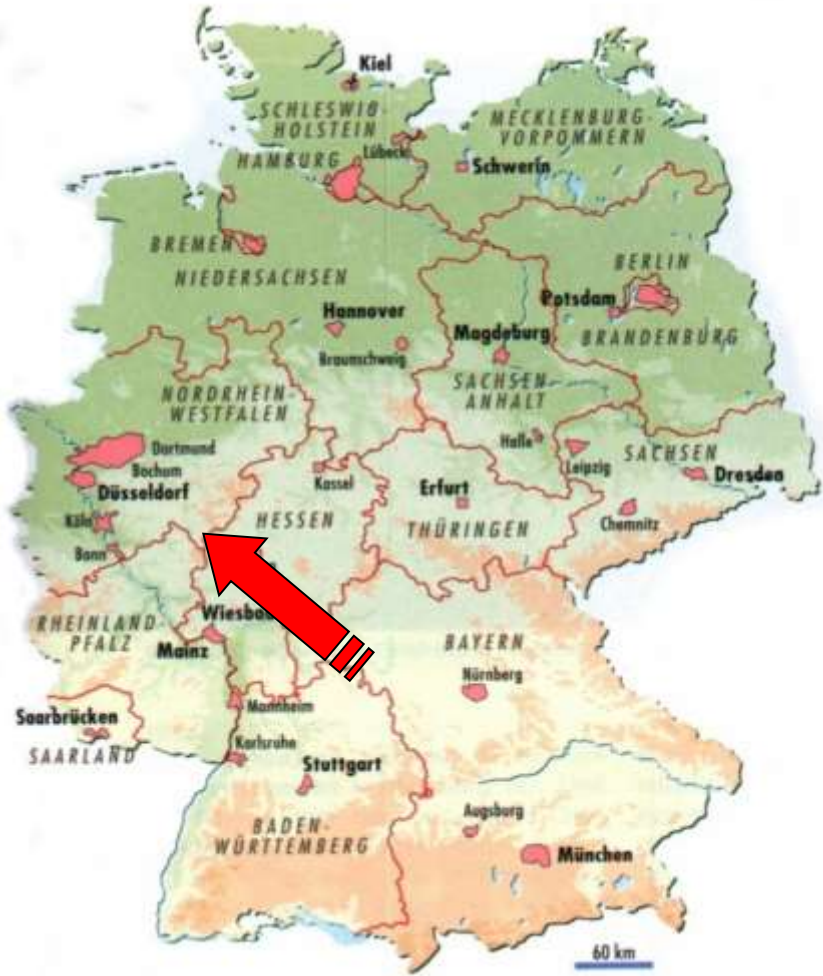 Kiel
SCHLESWIG-
HOLSTEIN
MECKLENBURG-
VORPOMMERN
Lübeck
HAMBURG
Schwerin
BREMEN
NIEDERSACHSEN
BERLIN
Potsdam
BRANDENBURG
Hannover
Braunschweig
Magdeburg
SACHSEN-
ANHALT
NORDRHEIN-
WESTFALEN
Dortmund
Bochum
Düsseldorf
Halle
Leipzig
SACHSEN
Dresden
Kassel
Erfurt
Köln
HESSEN
THÜRINGEN
Chemnitz
Bonn
RHEINLAND
PFALZ
Wiesba
Mainz
BAYERN
Nürnberg
Mannheim
Saarbrücken
SAARLAND
Karlsruhe
Stuttgart
BADEN-
WÜRTTEMBERG
Augsburg
München
60 km